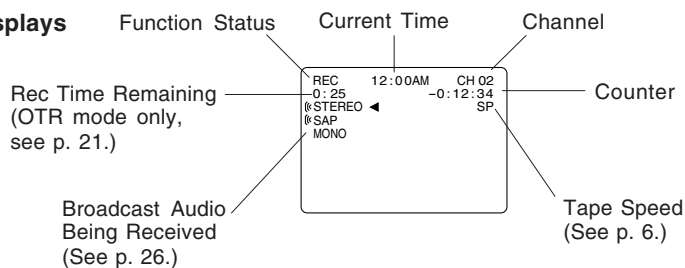 splays
Function Status
Current Time
Channel
REC 12:00AM CH 02
-0:25 -0:12:34
STEREO ◄ SP
SAP
MONO
Rec Time Remaining
(OTR mode only,
see p. 21.)
Counter
Broadcast Audio
Being Received
(See p. 26.)
Tape Speed
(See p. 6.)